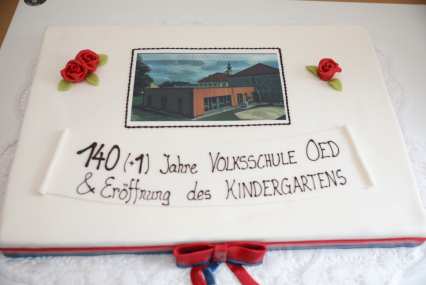 140 (+1) Jahre VOLKSSCHULE OED
& Eröffnung des KINDERGARTENS